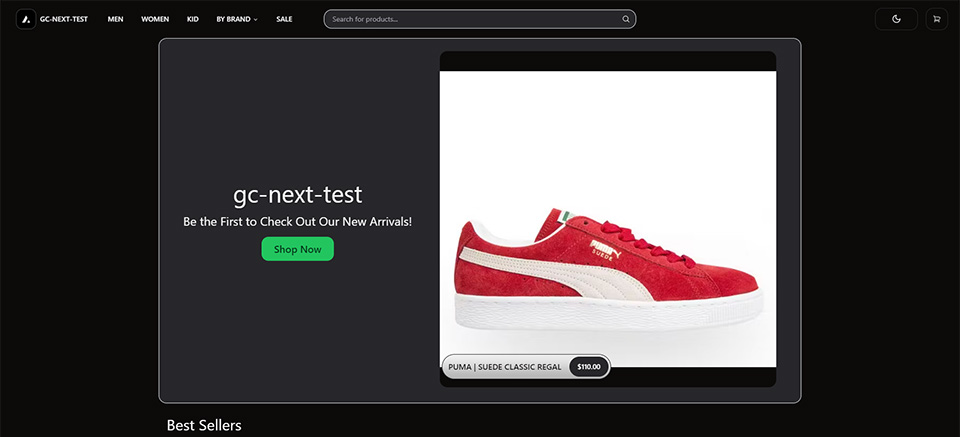 GC-NEXT-TEST MEN WOMEN KID BY BRAND SALE Search for products...
gc-next-test
Be the First to Check Out Our New Arrivals!
Shop Now
PUMA
SUEDE
PUMA | SUEDE CLASSIC REGAL $110.00
Best Sellers